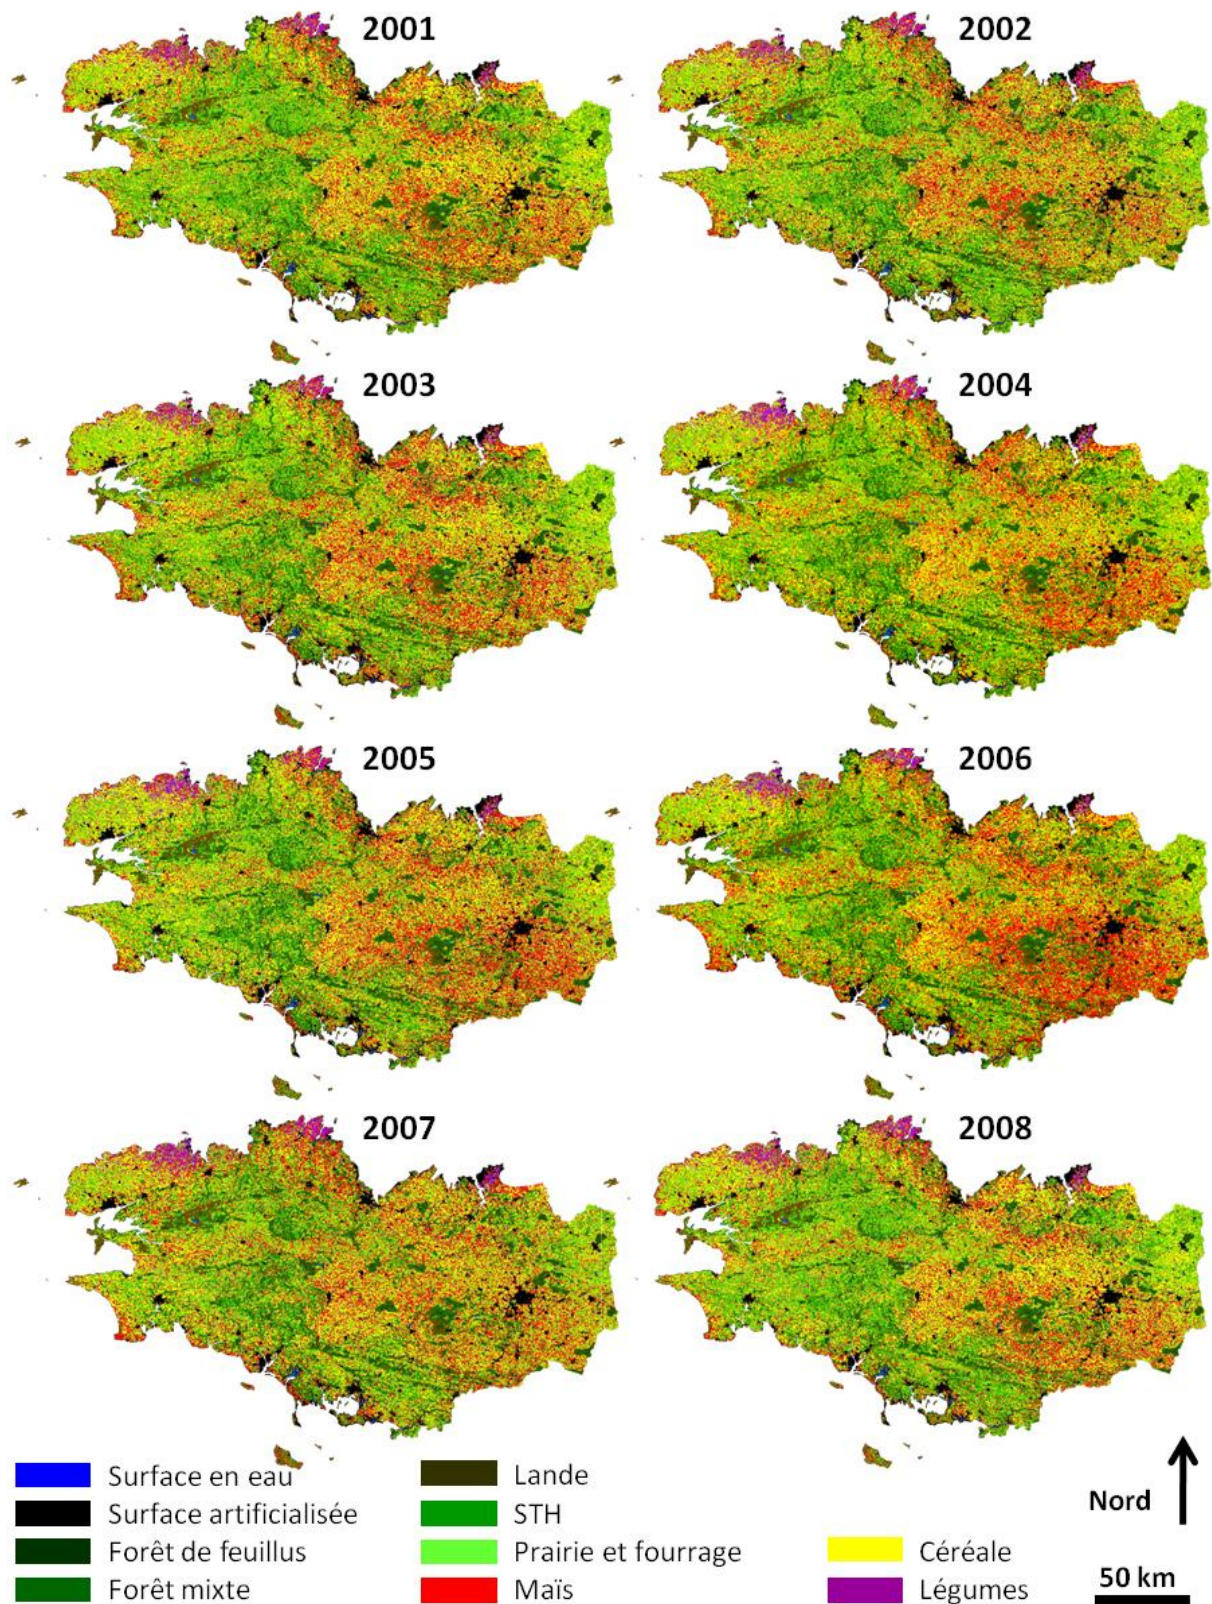 2001
2002
2003
2004
2005
2006
2007
2008
Surface en eau
Surface artificialisée
Forêt de feuillus
Forêt mixte
Lande
STH
Prairie et fourrage
Maïs
Céréale
Légumes
Nord
50 km